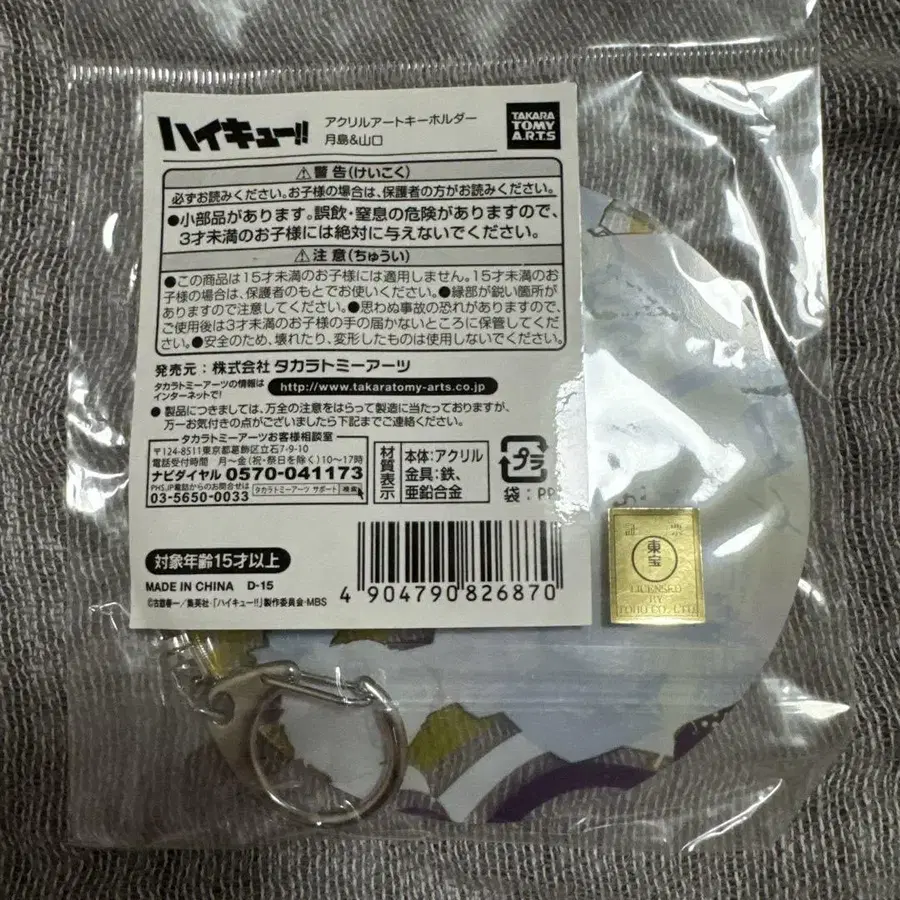 ハイキュー!!
アクリルアートキーホルダー
月島&山口
TAKARA
TOMY
A.R.T.S
⚠警告(けいこく)
必ずお読みください。お子様の場合は、保護者の方がお読みください。
●小部品があります。誤飲・窒息の危険がありますので、
3才未満のお子様には絶対に与えないでください。
⚠注意(ちゅうい)
●この商品は15才未満のお子様には適用しません。15才未満のお
子様の場合は、保護者のもとでお使いください。●縁部が鋭い箇所が
ありますので注意してください。●思わぬ事故の恐れがありますので、
ご使用後は3才未満のお子様の手の届かないところに保管してくだ
さい。●安全のため、壊れたり、変形したものは使用しないでください。
発売元:株式会社タカラトミーアーツ
タカラトミーアーツの情報は
インターネットで!
http://www.takaratomy-arts.co.jp
●製品につきましては、万全の注意をはらって製造に当たっておりますが、
万一お気付きの点がございましたら下記までご連絡ください。
タカラトミーアーツお客様相談室
〒124-8511東京都葛飾区立石7-9-10
電話受付時間 月〜金(祝・祭日を除く)10〜17時
ナビダイヤル 0570-041173
PHS,IP電話からのお問合せは
03-5650-0033
タカラトミーアーツ サポート 検索
材質表示
本体:アクリル
金具:鉄、
亜鉛合金
プラ
袋:PP
対象年齢15才以上
MADE IN CHINA D-15
©古舘春一/集英社・「ハイキュー!!」製作委員会・MBS
4 904790 826870
証 票
東宝
LICENSED
BY
TOHO CO., LTD.